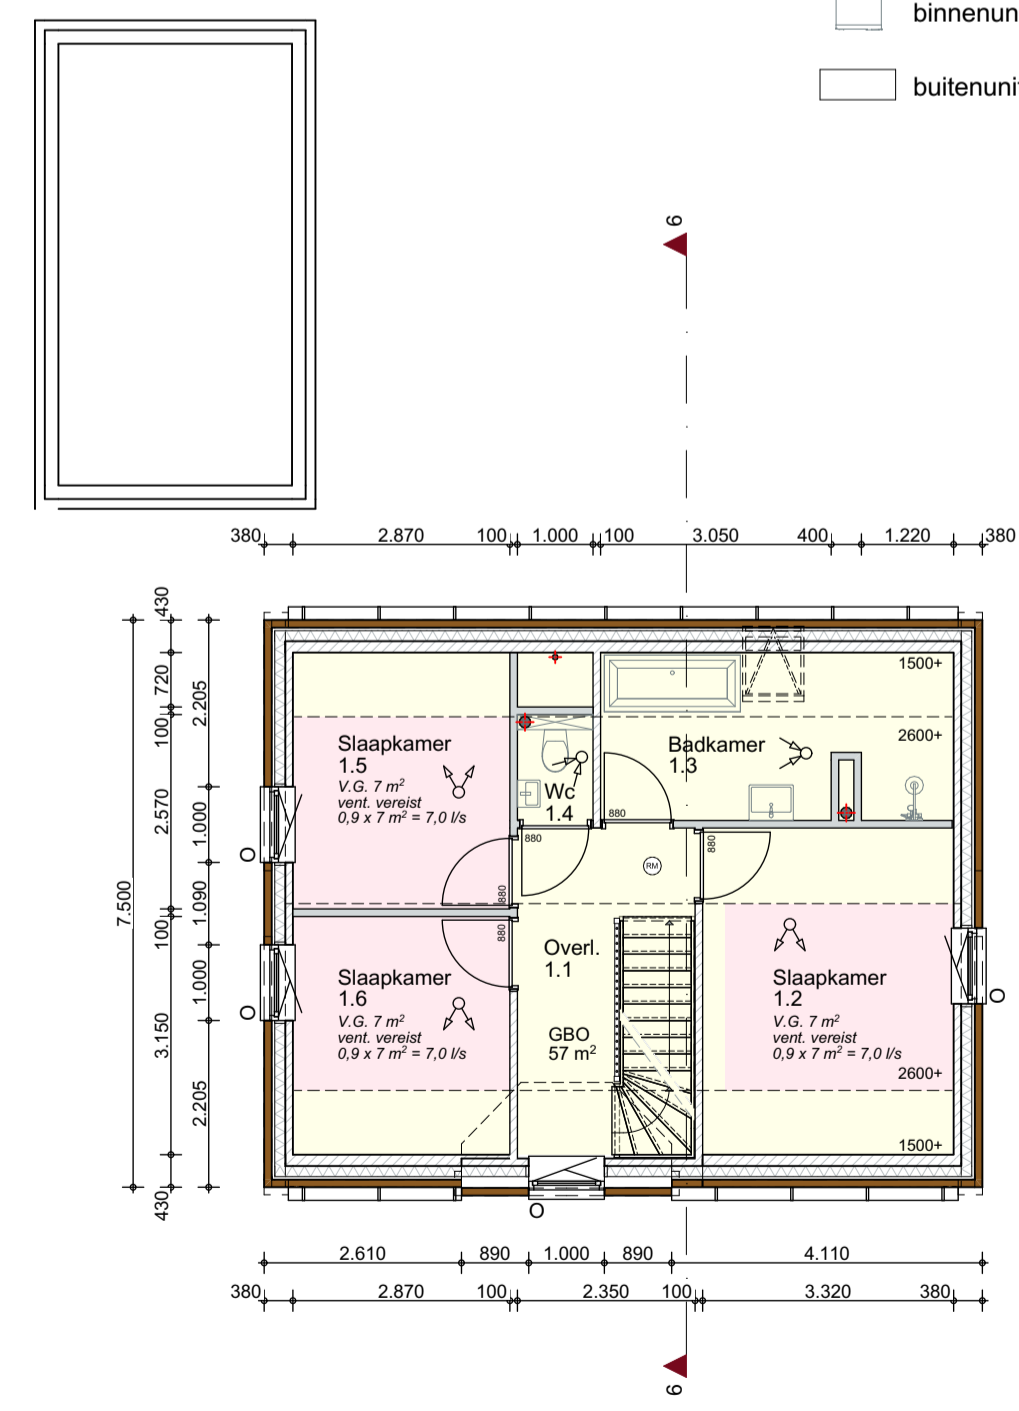 binnenun
buitenuni
6
380 2.870 100 1.000 100 3.050 400 1.220 380
430
720
100
2.570
100
3.150
430
2.205
1.000
1.090
1.000
2.205
7.500
1500+
2600+
Slaapkamer
1.5
V.G. 7 m²
vent. vereist
0,9 x 7 m² = 7,0 l/s
Badkamer
1.3
Wc
1.4
880
880
880
880
880
RM
O
O
Overl.
1.1
GBO
57 m²
Slaapkamer
1.6
V.G. 7 m²
vent. vereist
0,9 x 7 m² = 7,0 l/s
Slaapkamer
1.2
V.G. 7 m²
vent. vereist
0,9 x 7 m² = 7,0 l/s
O
2600+
1500+
O
2.610 890 1.000 890 4.110
380 2.870 100 2.350 100 3.320 380
6